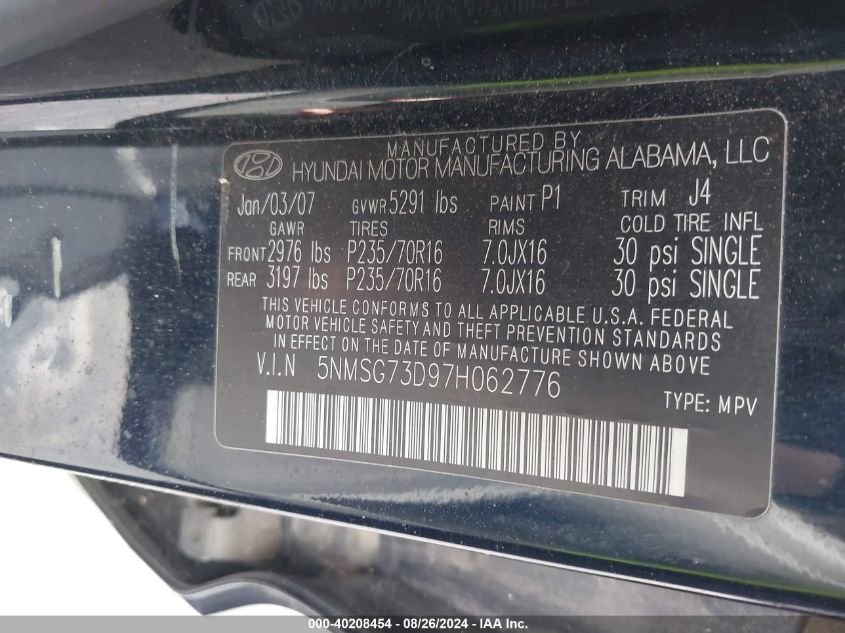 MANUFACTURED BY
HYUNDAI MOTOR MANUFACTURING ALABAMA, LLC
Jan/03/07 GVWR 5291 lbs PAINT P1 TRIM J4
GAWR TIRES RIMS COLD TIRE INFL
FRONT 2976 lbs P235/70R16 7.0JX16 30 psi SINGLE
REAR 3197 lbs P235/70R16 7.0JX16 30 psi SINGLE
THIS VEHICLE CONFORMS TO ALL APPLICABLE U.S.A. FEDERAL
MOTOR VEHICLE SAFETY AND THEFT PREVENTION STANDARDS
IN EFFECT ON THE DATE OF MANUFACTURE SHOWN ABOVE
V.I.N 5NMSG73D97H062776
TYPE: MPV
000-40208454 - 08/26/2024 - IAAI.COM